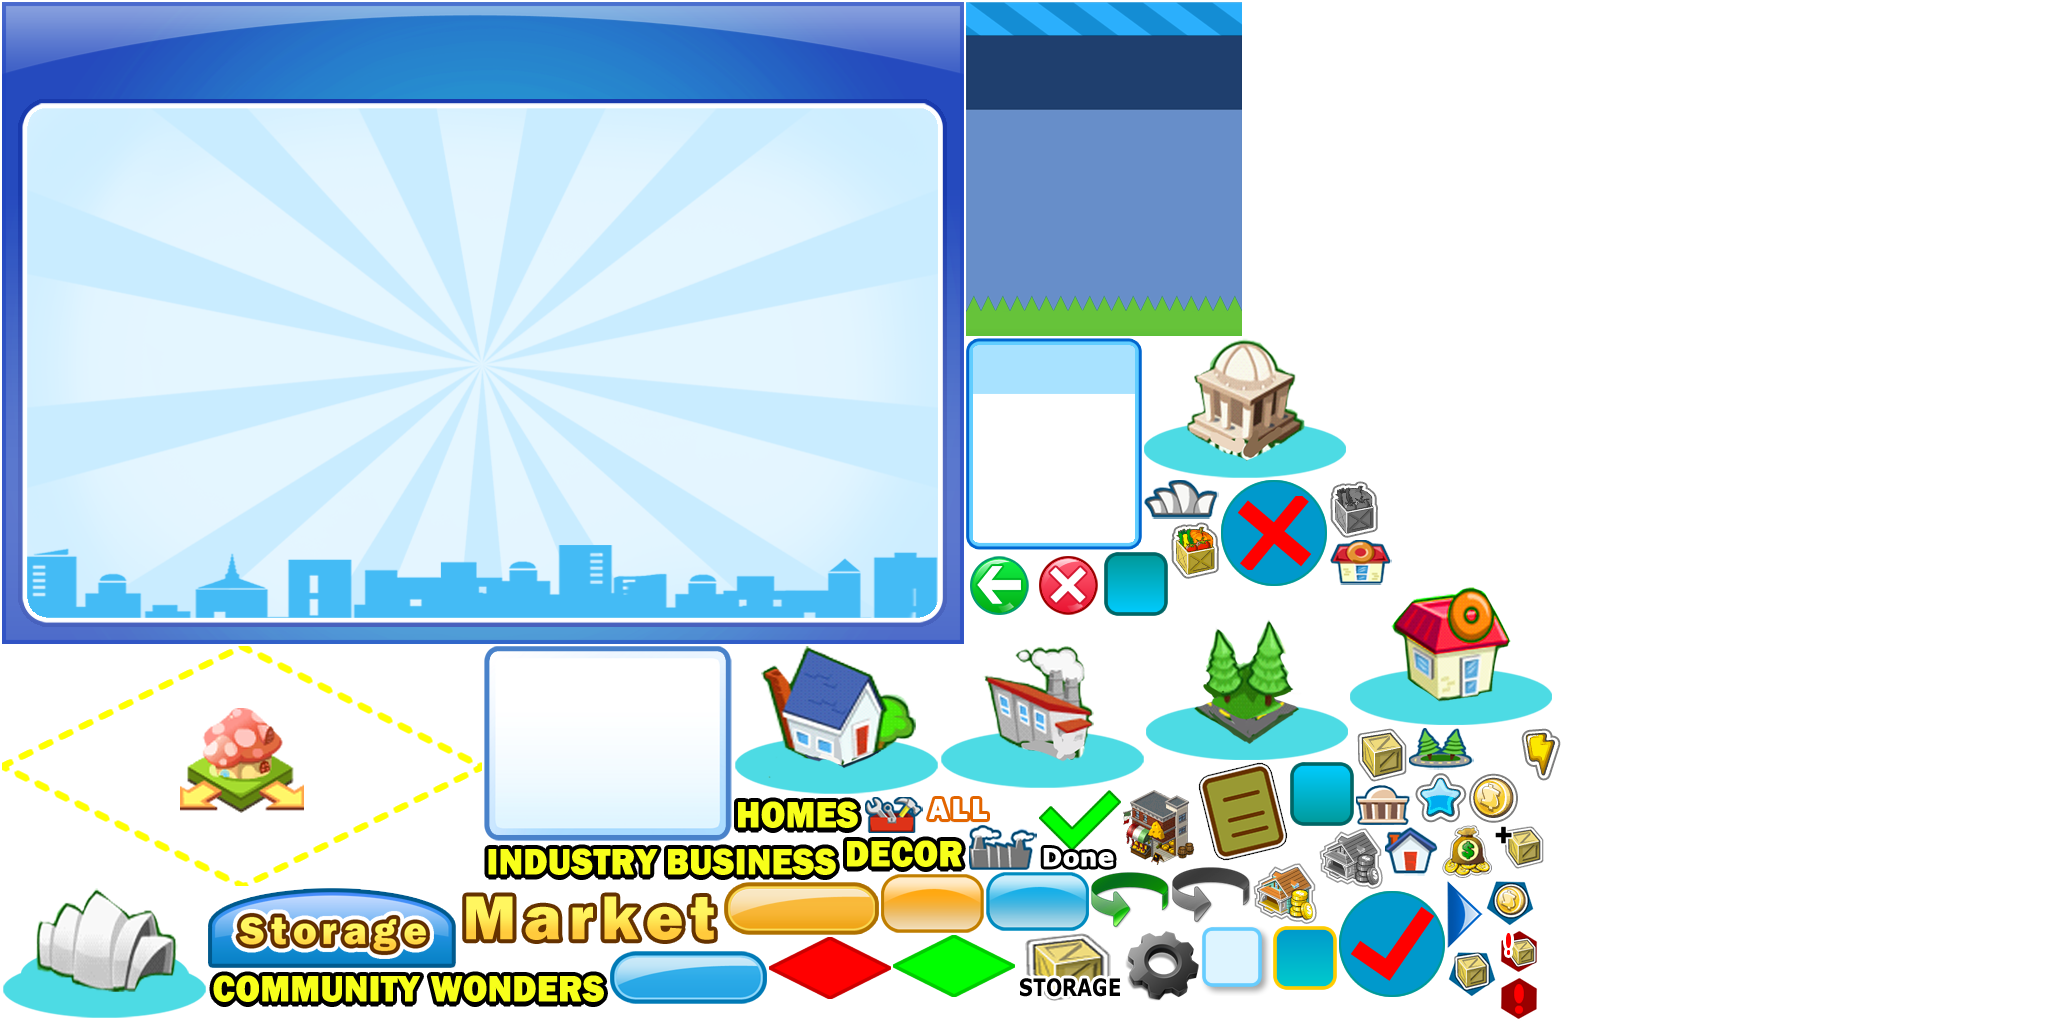 HOMES
ALL
INDUSTRY
BUSINESS
DECOR
Done
Storage
Market
COMMUNITY
WONDERS
STORAGE